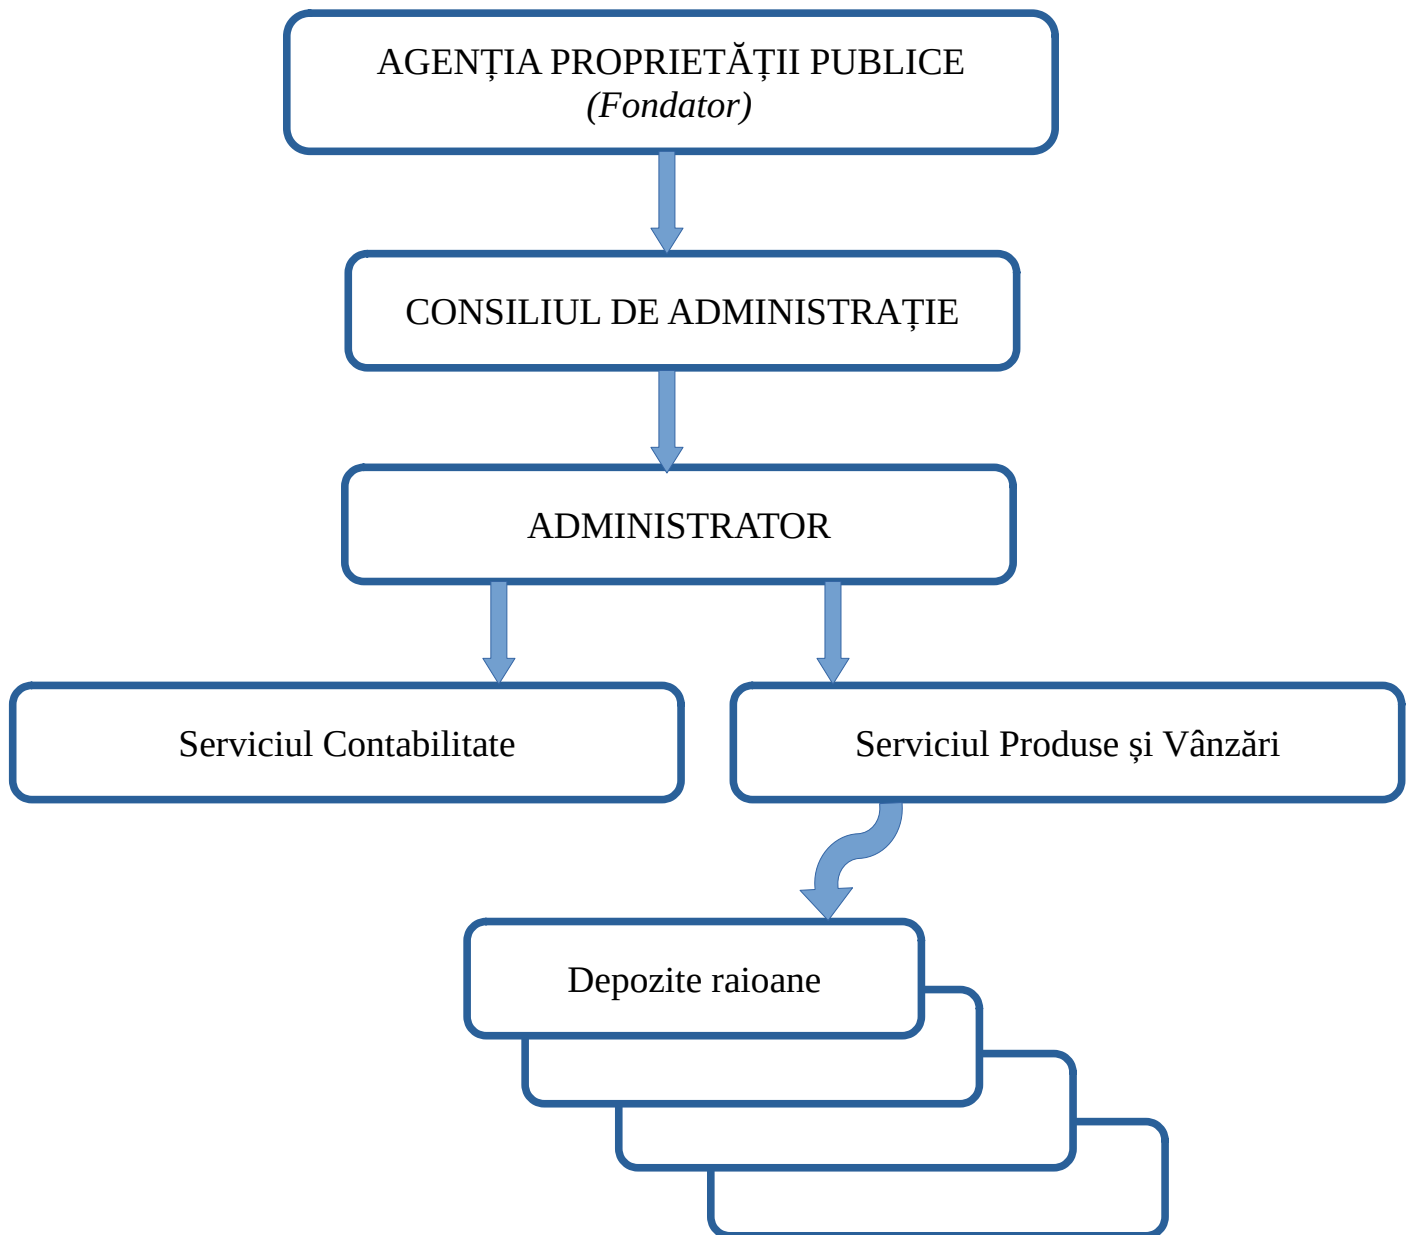 AGENȚIA PROPRIETĂȚII PUBLICE
(Fondator)
CONSILIUL DE ADMINISTRAȚIE
ADMINISTRATOR
Serviciul Contabilitate
Serviciul Produse și Vânzări
Depozite raioane